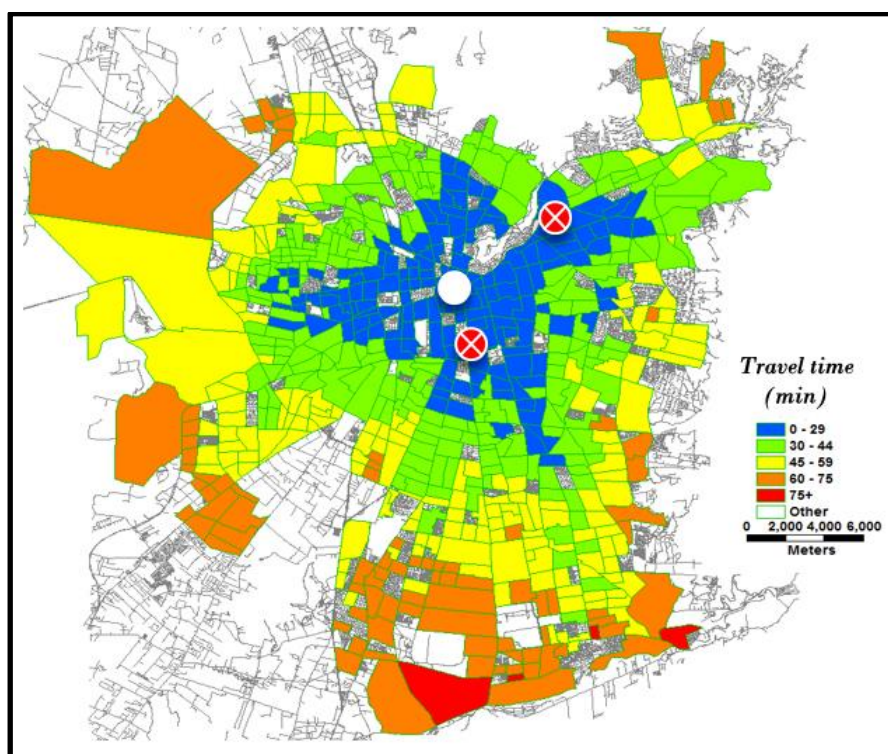 Travel time
(min)
0 - 29
30 - 44
45 - 59
60 - 75
75+
Other
0 2,000 4,000 6,000
Meters